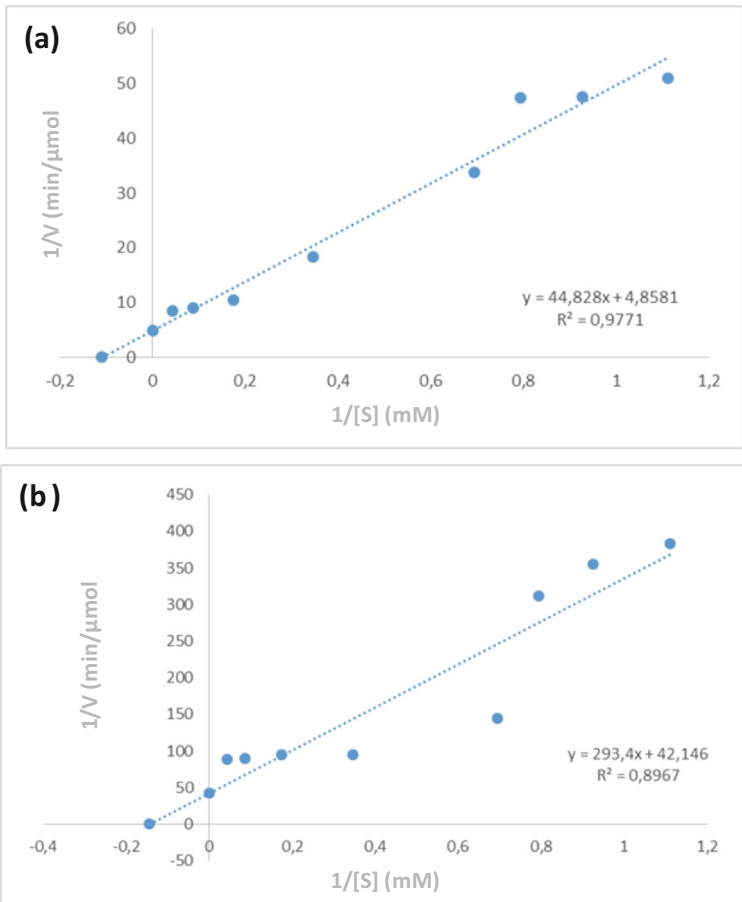 (a)
60
50
40
30
20
10
0
1/V (min/µmol)
y = 44,828x + 4,8581
R² = 0,9771
-0,2 0 0,2 0,4 0,6 0,8 1 1,2
1/[S] (mM)
(b)
450
400
350
300
250
200
150
100
50
0
-50
1/V (min/µmol)
y = 293,4x + 42,146
R² = 0,8967
-0,4 -0,2 0 0,2 0,4 0,6 0,8 1 1,2
1/[S] (mM)